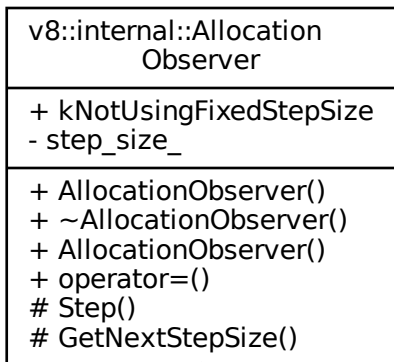 v8::internal::Allocation
Observer
+ kNotUsingFixedStepSize
- step_size_
+ AllocationObserver()
+ ~AllocationObserver()
+ AllocationObserver()
+ operator=()
# Step()
# GetNextStepSize()